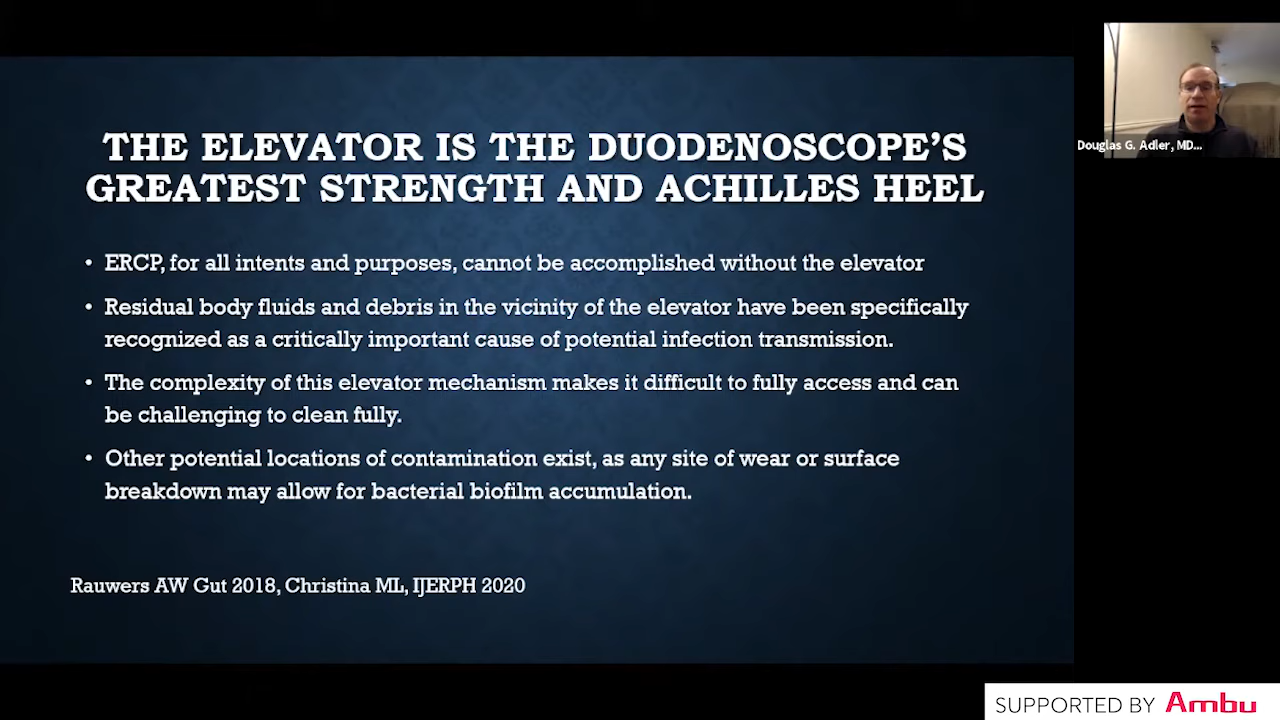 THE ELEVATOR IS THE DUODENOSCOPE'S
GREATEST STRENGTH AND ACHILLES HEEL
• ERCP, for all intents and purposes, cannot be accomplished without the elevator
• Residual body fluids and debris in the vicinity of the elevator have been specifically
recognized as a critically important cause of potential infection transmission.
• The complexity of this elevator mechanism makes it difficult to fully access and can
be challenging to clean fully.
• Other potential locations of contamination exist, as any site of wear or surface
breakdown may allow for bacterial biofilm accumulation.
Rauwers AW Gut 2018, Christina ML, IJERPH 2020
Douglas G. Adler, MD...
SUPPORTED BY Ambu